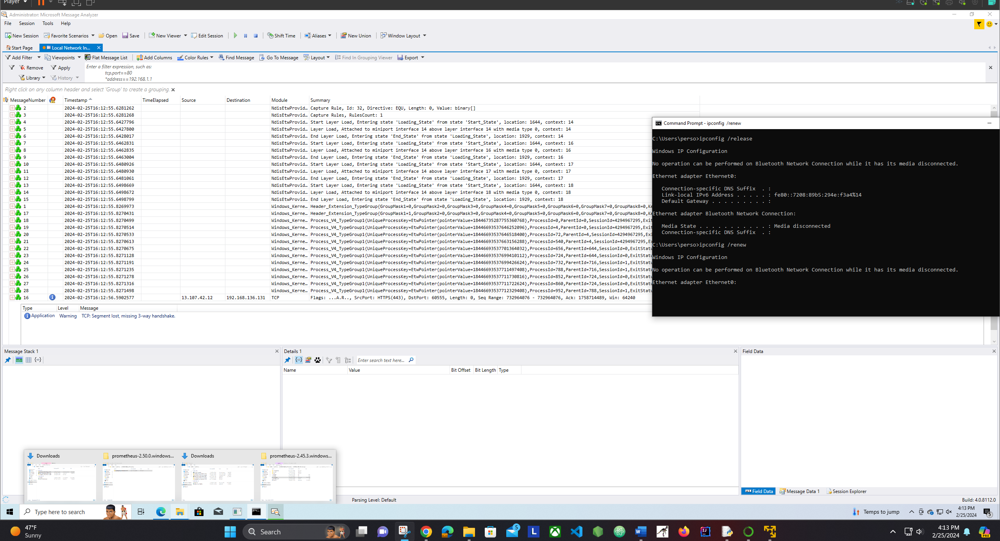 Player
Administrator: Microsoft Message Analyzer
File Session Tools Help
New Session Favorite Scenarios Open Save New Viewer Edit Session Shift Time Aliases New Union Window Layout
Start Page Local Network In...
Add Filter Viewpoints Flat Message List Add Columns Color Rules Find Message Go To Message Layout Find In Grouping Viewer Export
Remove Apply
Library History
Enter a filter expression, such as:
tcp.port==80
*address==192.168.1.1
Right click on any column header and select 'Group' to create a grouping.
MessageNumber Timestamp TimeElapsed Source Destination Module Summary
2 2024-02-25T16:12:55.6281262 NdisEtwProvid... Capture Rule, Id: 32, Directive: EQU, Length: 0, Value: binary[]
3 2024-02-25T16:12:55.6281268 NdisEtwProvid... Capture Rules, RulesCount: 1
4 2024-02-25T16:12:55.6427796 NdisEtwProvid... Start Layer Load, Entering state 'Loading_State' from state 'Start_State', location: 1644, context: 14
5 2024-02-25T16:12:55.6427800 NdisEtwProvid... Layer Load, Attached to miniport interface 14 above layer interface 14 with media type 0, context: 14
6 2024-02-25T16:12:55.6428017 NdisEtwProvid... End Layer Load, Entering state 'End_State' from state 'Loading_State', location: 1929, context: 14
7 2024-02-25T16:12:55.6462831 NdisEtwProvid... Start Layer Load, Entering state 'Loading_State' from state 'Start_State', location: 1644, context: 16
8 2024-02-25T16:12:55.6462835 NdisEtwProvid... Layer Load, Attached to miniport interface 14 above layer interface 16 with media type 0, context: 16
9 2024-02-25T16:12:55.6463004 NdisEtwProvid... End Layer Load, Entering state 'End_State' from state 'Loading_State', location: 1929, context: 16
10 2024-02-25T16:12:55.6480926 NdisEtwProvid... Start Layer Load, Entering state 'Loading_State' from state 'Start_State', location: 1644, context: 17
11 2024-02-25T16:12:55.6480930 NdisEtwProvid... Layer Load, Attached to miniport interface 14 above layer interface 17 with media type 0, context: 17
12 2024-02-25T16:12:55.6481061 NdisEtwProvid... End Layer Load, Entering state 'End_State' from state 'Loading_State', location: 1929, context: 17
13 2024-02-25T16:12:55.6498669 NdisEtwProvid... Start Layer Load, Entering state 'Loading_State' from state 'Start_State', location: 1644, context: 18
14 2024-02-25T16:12:55.6498672 NdisEtwProvid... Layer Load, Attached to miniport interface 14 above layer interface 18 with media type 0, context: 18
15 2024-02-25T16:12:55.6498799 NdisEtwProvid... End Layer Load, Entering state 'End_State' from state 'Loading_State', location: 1929, context: 18
1 2024-02-25T16:12:55.8269973 Windows_Kerne... Header_Extension_TypeGroup{GroupMask1=0,GroupMask2=0,GroupMask3=0,GroupMask4=0,GroupMask5=0,GroupMask6=0,GroupMask7=0,GroupMask8=0,Ke
17 2024-02-25T16:12:55.8270431 Windows_Kerne... Header_Extension_TypeGroup{GroupMask1=1,GroupMask2=0,GroupMask3=0,GroupMask4=0,GroupMask5=0,GroupMask6=0,GroupMask7=0,GroupMask8=0,Ke
18 2024-02-25T16:12:55.8270499 Windows_Kerne... Process_V4_TypeGroup1{UniqueProcessKey=EtwPointer{pointerValue=18446735287755360768},ProcessId=0,ParentId=0,SessionId=4294967295,Exit
19 2024-02-25T16:12:55.8270514 Windows_Kerne... Process_V4_TypeGroup1{UniqueProcessKey=EtwPointer{pointerValue=18446693537646252096},ProcessId=4,ParentId=0,SessionId=4294967295,Exit
20 2024-02-25T16:12:55.8270533 Windows_Kerne... Process_V4_TypeGroup1{UniqueProcessKey=EtwPointer{pointerValue=18446693537646518400},ProcessId=72,ParentId=4,SessionId=4294967295,Exi
21 2024-02-25T16:12:55.8270613 Windows_Kerne... Process_V4_TypeGroup1{UniqueProcessKey=EtwPointer{pointerValue=18446693537663156288},ProcessId=540,ParentId=4,SessionId=4294967295,E
22 2024-02-25T16:12:55.8270675 Windows_Kerne... Process_V4_TypeGroup1{UniqueProcessKey=EtwPointer{pointerValue=18446693537701364032},ProcessId=656,ParentId=644,SessionId=0,ExitStatu
23 2024-02-25T16:12:55.8271128 Windows_Kerne... Process_V4_TypeGroup1{UniqueProcessKey=EtwPointer{pointerValue=18446693537699410112},ProcessId=724,ParentId=644,SessionId=0,ExitStatu
24 2024-02-25T16:12:55.8271191 Windows_Kerne... Process_V4_TypeGroup1{UniqueProcessKey=EtwPointer{pointerValue=18446693537699426624},ProcessId=732,ParentId=716,SessionId=1,ExitStatu
25 2024-02-25T16:12:55.8271235 Windows_Kerne... Process_V4_TypeGroup1{UniqueProcessKey=EtwPointer{pointerValue=18446693537711497408},ProcessId=788,ParentId=716,SessionId=1,ExitStatu
26 2024-02-25T16:12:55.8271278 Windows_Kerne... Process_V4_TypeGroup1{UniqueProcessKey=EtwPointer{pointerValue=18446693537711730816},ProcessId=852,ParentId=724,SessionId=0,ExitStatu
27 2024-02-25T16:12:55.8271316 Windows_Kerne... Process_V4_TypeGroup1{UniqueProcessKey=EtwPointer{pointerValue=18446693537711722624},ProcessId=860,ParentId=724,SessionId=0,ExitStatu
28 2024-02-25T16:12:55.8271498 Windows_Kerne... Process_V4_TypeGroup1{UniqueProcessKey=EtwPointer{pointerValue=18446693537712329408},ProcessId=952,ParentId=788,SessionId=1,ExitStatu
16 2024-02-25T16:12:56.5902577 13.107.42.12 192.168.136.131 TCP Flags: ...A.R.., SrcPort: HTTPS(443), DstPort: 60555, Length: 0, Seq Range: 732964076 - 732964076, Ack: 1758714489, Win: 64240
Type Level Message
Application Warning TCP: Segment lost, missing 3-way handshake.
Command Prompt - ipconfig /renew
C:\Users\perso>ipconfig /release
Windows IP Configuration
No operation can be performed on Bluetooth Network Connection while it has its media disconnected.
Ethernet adapter Ethernet0:
Connection-specific DNS Suffix . :
Link-local IPv6 Address . . . . . : fe80::7208:89b5:294e:f3a4%14
Default Gateway . . . . . . . . . :
Ethernet adapter Bluetooth Network Connection:
Media State . . . . . . . . . . . : Media disconnected
Connection-specific DNS Suffix . :
C:\Users\perso>ipconfig /renew
Windows IP Configuration
No operation can be performed on Bluetooth Network Connection while it has its media disconnected.
Ethernet adapter Ethernet0:
Message Stack 1
Details 1
Field Data
Enter search text here...
Name Value Bit Offset Bit Length Type
Downloads prometheus-2.50.0.windows... Downloads prometheus-2.45.3.windows...
Field Data Message Data 1 Session Explorer
Parsing Level: Default
Build: 4.0.8112.0
Type here to search
Temps to jump
4:13 PM
2/25/2024
5
47°F
Sunny
Search
5
L
W
IJ
4:13 PM
2/25/2024
PRE